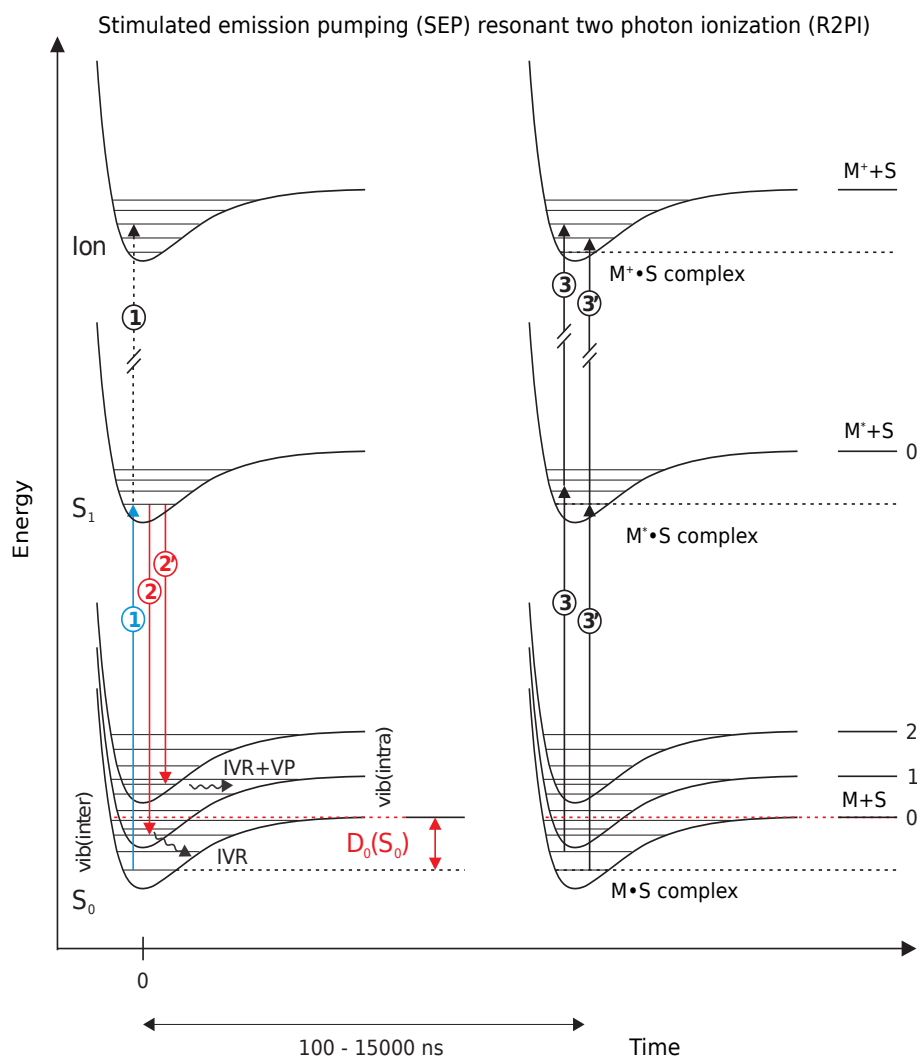 Stimulated emission pumping (SEP) resonant two photon ionization (R2PI)
M⁺+S
Ion
M⁺•S complex
1
3
3'
M*+S
0
S₁
M*•S complex
Energy
2'
2
1
3
3'
2
1
0
vib(intra)
IVR+VP
M+S
vib(inter)
D₀(S₀)
IVR
S₀
M•S complex
0
100 - 15000 ns
Time